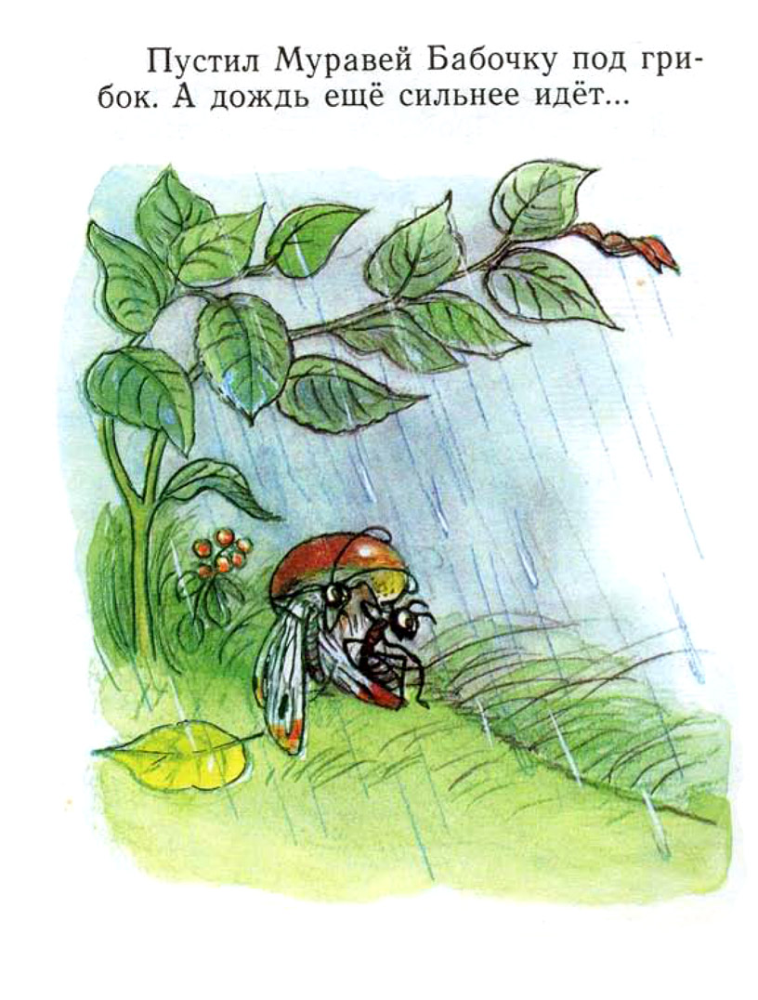 Пустил Муравей Бабочку под гри-
бок. А дождь ещё сильнее идёт...